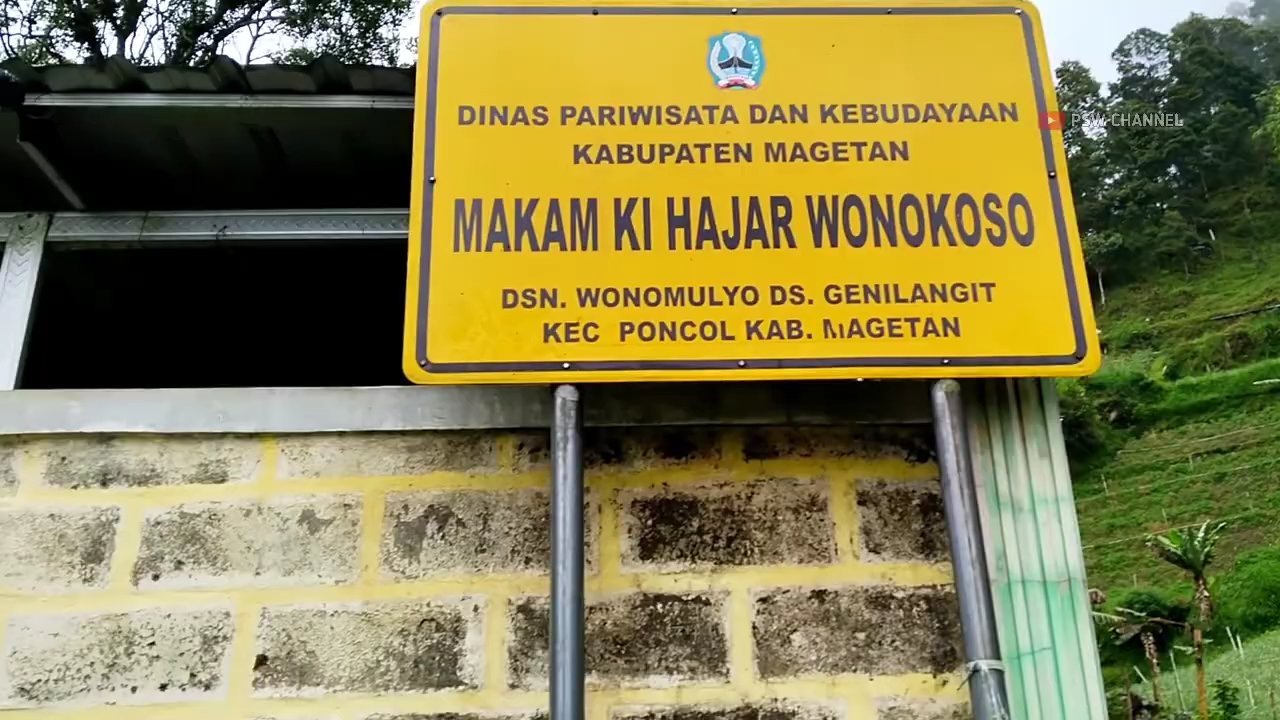 DINAS PARIWISATA DAN KEBUDAYAAN
KABUPATEN MAGETAN
MAKAM KI HAJAR WONOKOSO
DSN. WONOMULYO DS. GENILANGIT
KEC PONCOL KAB. MAGETAN
PSW-CHANNEL